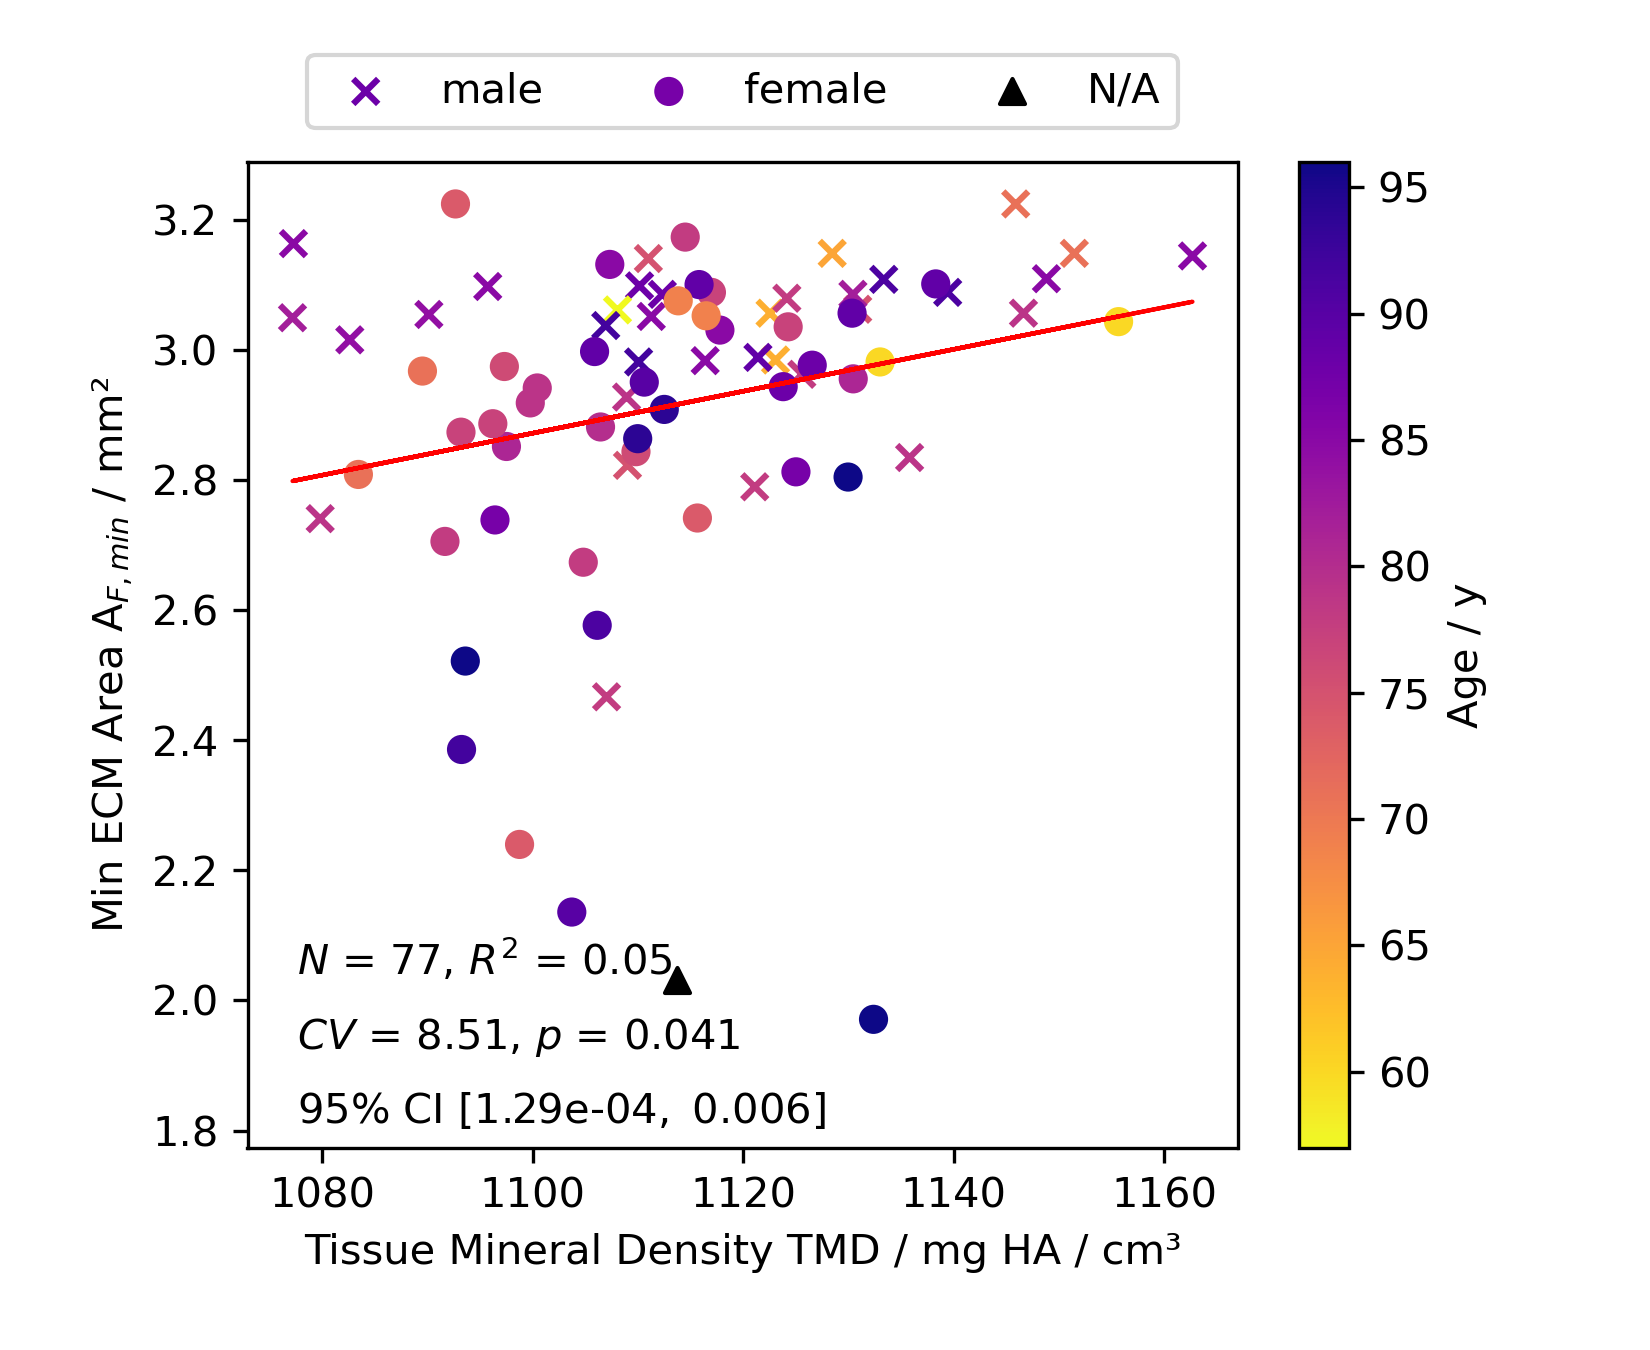 male female N/A
3.2
3.0
2.8
2.6
2.4
2.2
2.0
1.8
Min ECM Area A_{F, min} / mm²
N = 77, R² = 0.05
CV = 8.51, p = 0.041
95% CI [1.29e-04, 0.006]
1080 1100 1120 1140 1160
Tissue Mineral Density TMD / mg HA / cm³
95
90
85
80
75
70
65
60
Age / y